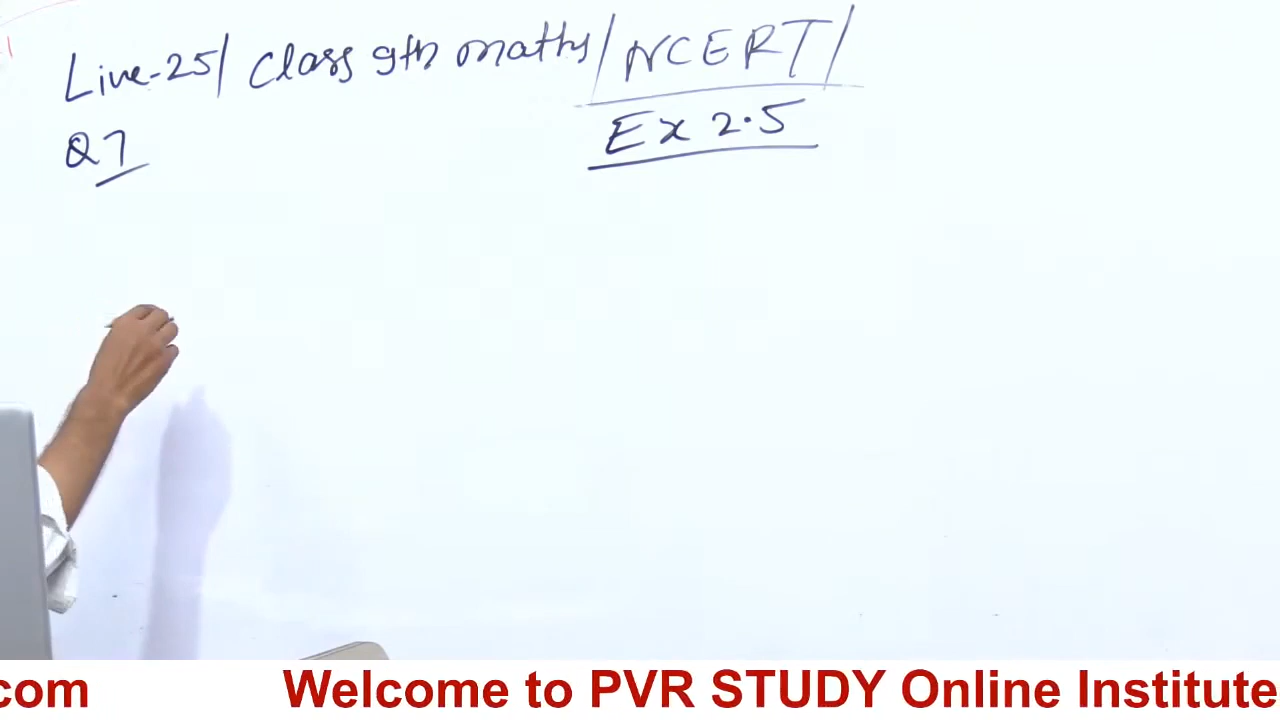 Live-25/ Class 9th maths/NCERT/
Ex 2.5
Q7
.com
Welcome to PVR STUDY Online Institute